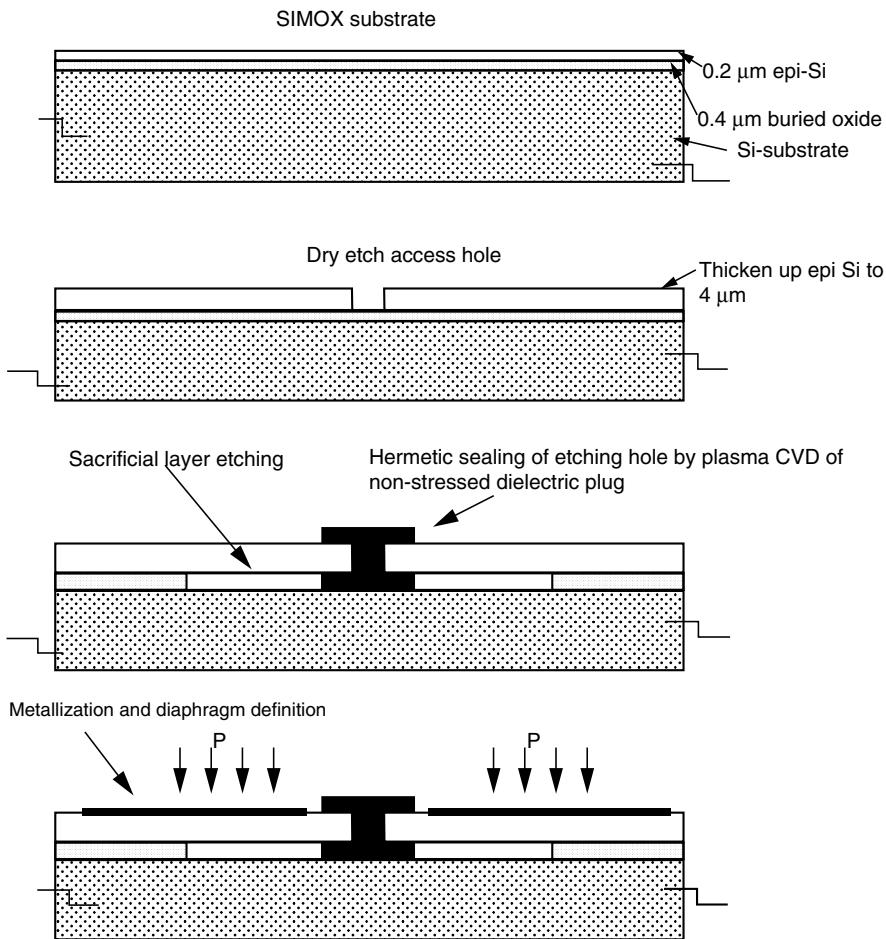 SIMOX substrate
0.2 μm epi-Si
0.4 μm buried oxide
Si-substrate
Dry etch access hole
Thicken up epi Si to
4 μm
Sacrificial layer etching
Hermetic sealing of etching hole by plasma CVD of
non-stressed dielectric plug
Metallization and diaphragm definition
P
P